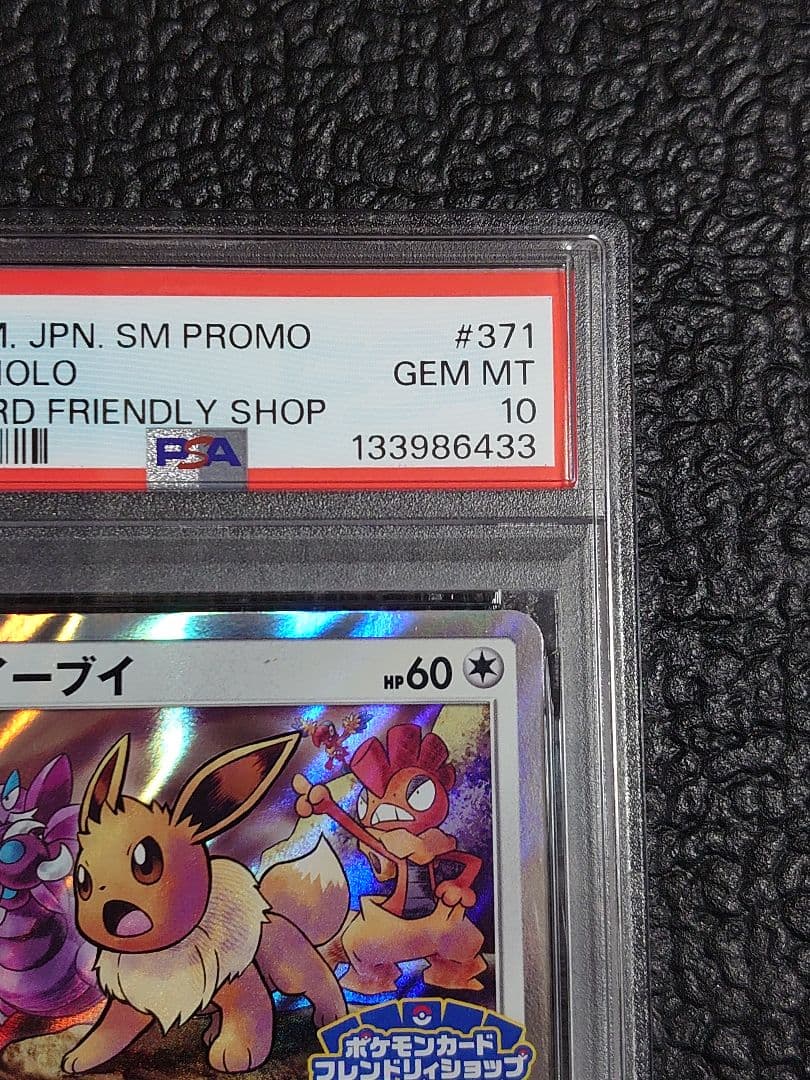 M. JPN. SM PROMO #371
HOLO GEM MT
RD FRIENDLY SHOP 10
PSA 133986433
ーブイ HP60
ポケモンカード
フレンドリィショップ